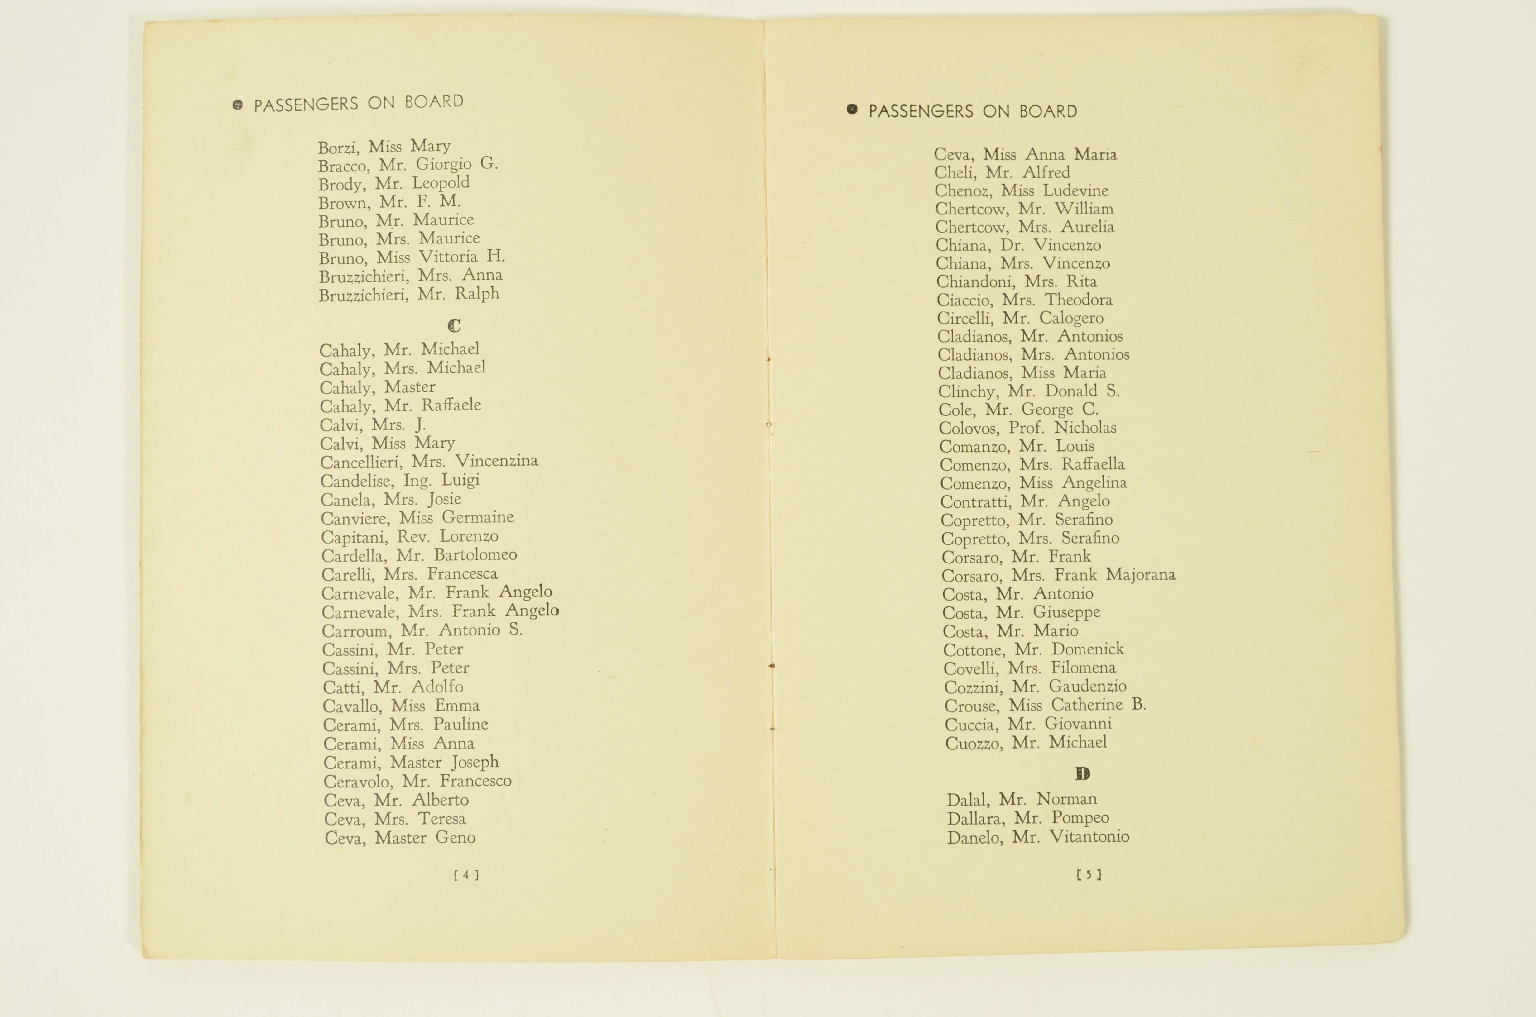 ● PASSENGERS ON BOARD
Borzi, Miss Mary
Bracco, Mr. Giorgio G.
Brody, Mr. Leopold
Brown, Mr. F. M.
Bruno, Mr. Maurice
Bruno, Mrs. Maurice
Bruno, Miss Vittoria H.
Bruzzichieri, Mrs. Anna
Bruzzichieri, Mr. Ralph
C
Cahaly, Mr. Michael
Cahaly, Mrs. Michael
Cahaly, Master
Cahaly, Mr. Raffaele
Calvi, Mrs. J.
Calvi, Miss Mary
Cancellieri, Mrs. Vincenzina
Candelise, Ing. Luigi
Canela, Mrs. Josie
Canviere, Miss Germaine
Capitani, Rev. Lorenzo
Cardella, Mr. Bartolomeo
Carelli, Mrs. Francesca
Carnevale, Mr. Frank Angelo
Carnevale, Mrs. Frank Angelo
Carroum, Mr. Antonio S.
Cassini, Mr. Peter
Cassini, Mrs. Peter
Catti, Mr. Adolfo
Cavallo, Miss Emma
Cerami, Mrs. Pauline
Cerami, Miss Anna
Cerami, Master Joseph
Ceravolo, Mr. Francesco
Ceva, Mr. Alberto
Ceva, Mrs. Teresa
Ceva, Master Geno
[4]
● PASSENGERS ON BOARD
Ceva, Miss Anna Maria
Cheli, Mr. Alfred
Chenoz, Miss Ludevine
Chertcow, Mr. William
Chertcow, Mrs. Aurelia
Chiana, Dr. Vincenzo
Chiana, Mrs. Vincenzo
Chiandoni, Mrs. Rita
Ciaccio, Mrs. Theodora
Circelli, Mr. Calogero
Cladianos, Mr. Antonios
Cladianos, Mrs. Antonios
Cladianos, Miss Maria
Clinchy, Mr. Donald S.
Cole, Mr. George C.
Colovos, Prof. Nicholas
Comanzo, Mr. Louis
Comenzo, Mrs. Raffaella
Comenzo, Miss Angelina
Contratti, Mr. Angelo
Copretto, Mr. Serafino
Copretto, Mrs. Serafino
Corsaro, Mr. Frank
Corsaro, Mrs. Frank Majorana
Costa, Mr. Antonio
Costa, Mr. Giuseppe
Costa, Mr. Mario
Cottone, Mr. Domenick
Covelli, Mrs. Filomena
Cozzini, Mr. Gaudenzio
Crouse, Miss Catherine B.
Cuccia, Mr. Giovanni
Cuozzo, Mr. Michael
D
Dalal, Mr. Norman
Dallara, Mr. Pompeo
Danelo, Mr. Vitantonio
[5]